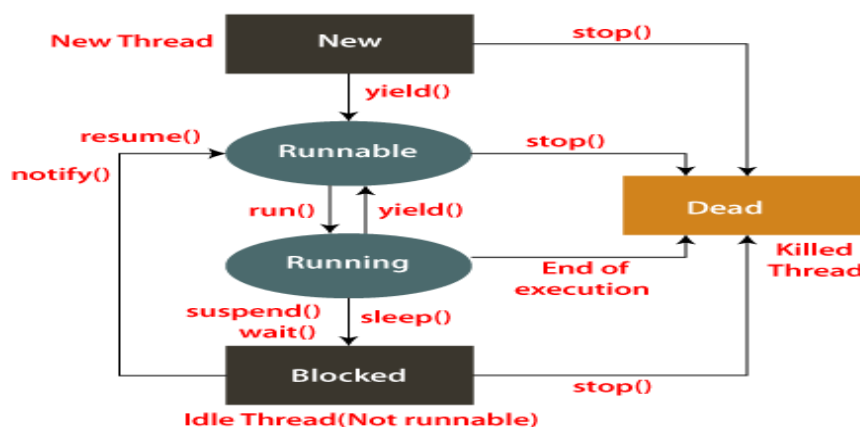 New Thread
New
stop()
yield()
resume()
Runnable
stop()
notify()
run()
yield()
Dead
Running
End of
execution
Killed
Thread
suspend()
wait()
sleep()
Blocked
stop()
Idle Thread(Not runnable)